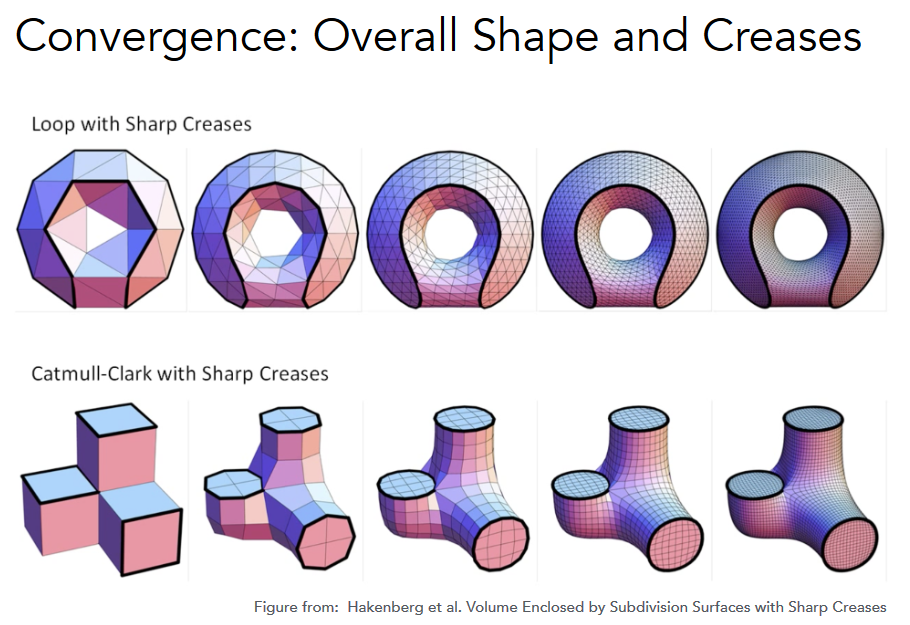 Convergence: Overall Shape and Creases
Loop with Sharp Creases
Catmull-Clark with Sharp Creases
Figure from:  Hakenberg et al. Volume Enclosed by Subdivision Surfaces with Sharp Creases